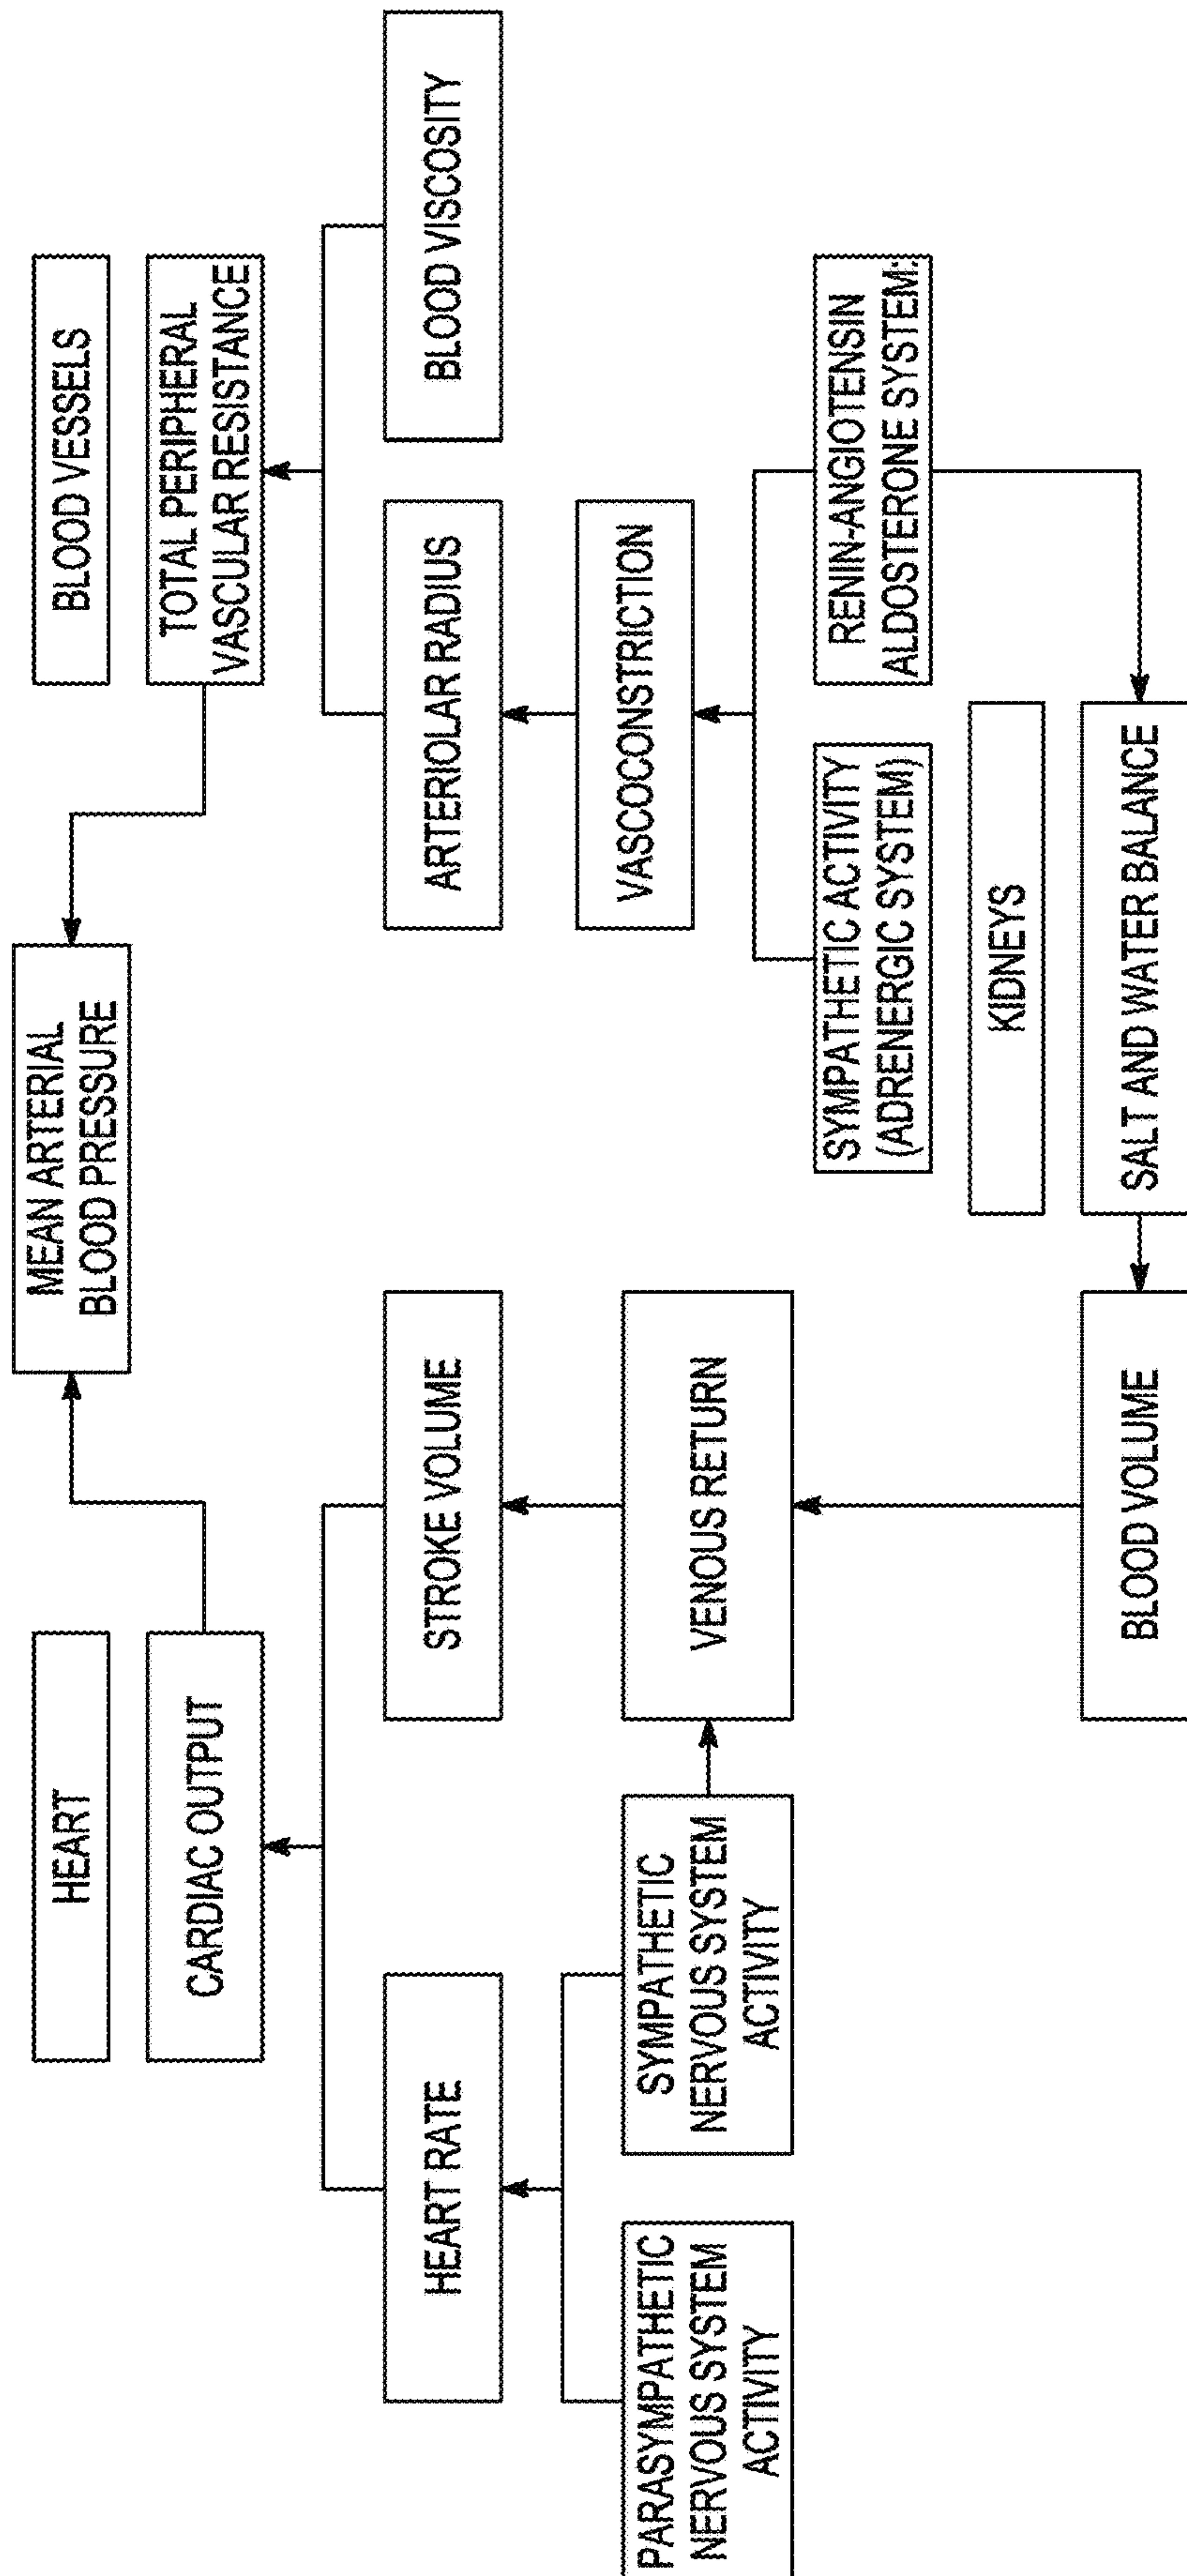 MEAN ARTERIAL
BLOOD PRESSURE
HEART
BLOOD VESSELS
CARDIAC OUTPUT
TOTAL PERIPHERAL
VASCULAR RESISTANCE
HEART RATE
STROKE VOLUME
ARTERIOLAR RADIUS
BLOOD VISCOSITY
PARASYMPATHETIC
NERVOUS SYSTEM
ACTIVITY
SYMPATHETIC
NERVOUS SYSTEM
ACTIVITY
VENOUS RETURN
VASOCONSTRICTION
SYMPATHETIC ACTIVITY
(ADRENERGIC SYSTEM)
RENIN-ANGIOTENSIN
ALDOSTERONE SYSTEM:
KIDNEYS
BLOOD VOLUME
SALT AND WATER BALANCE